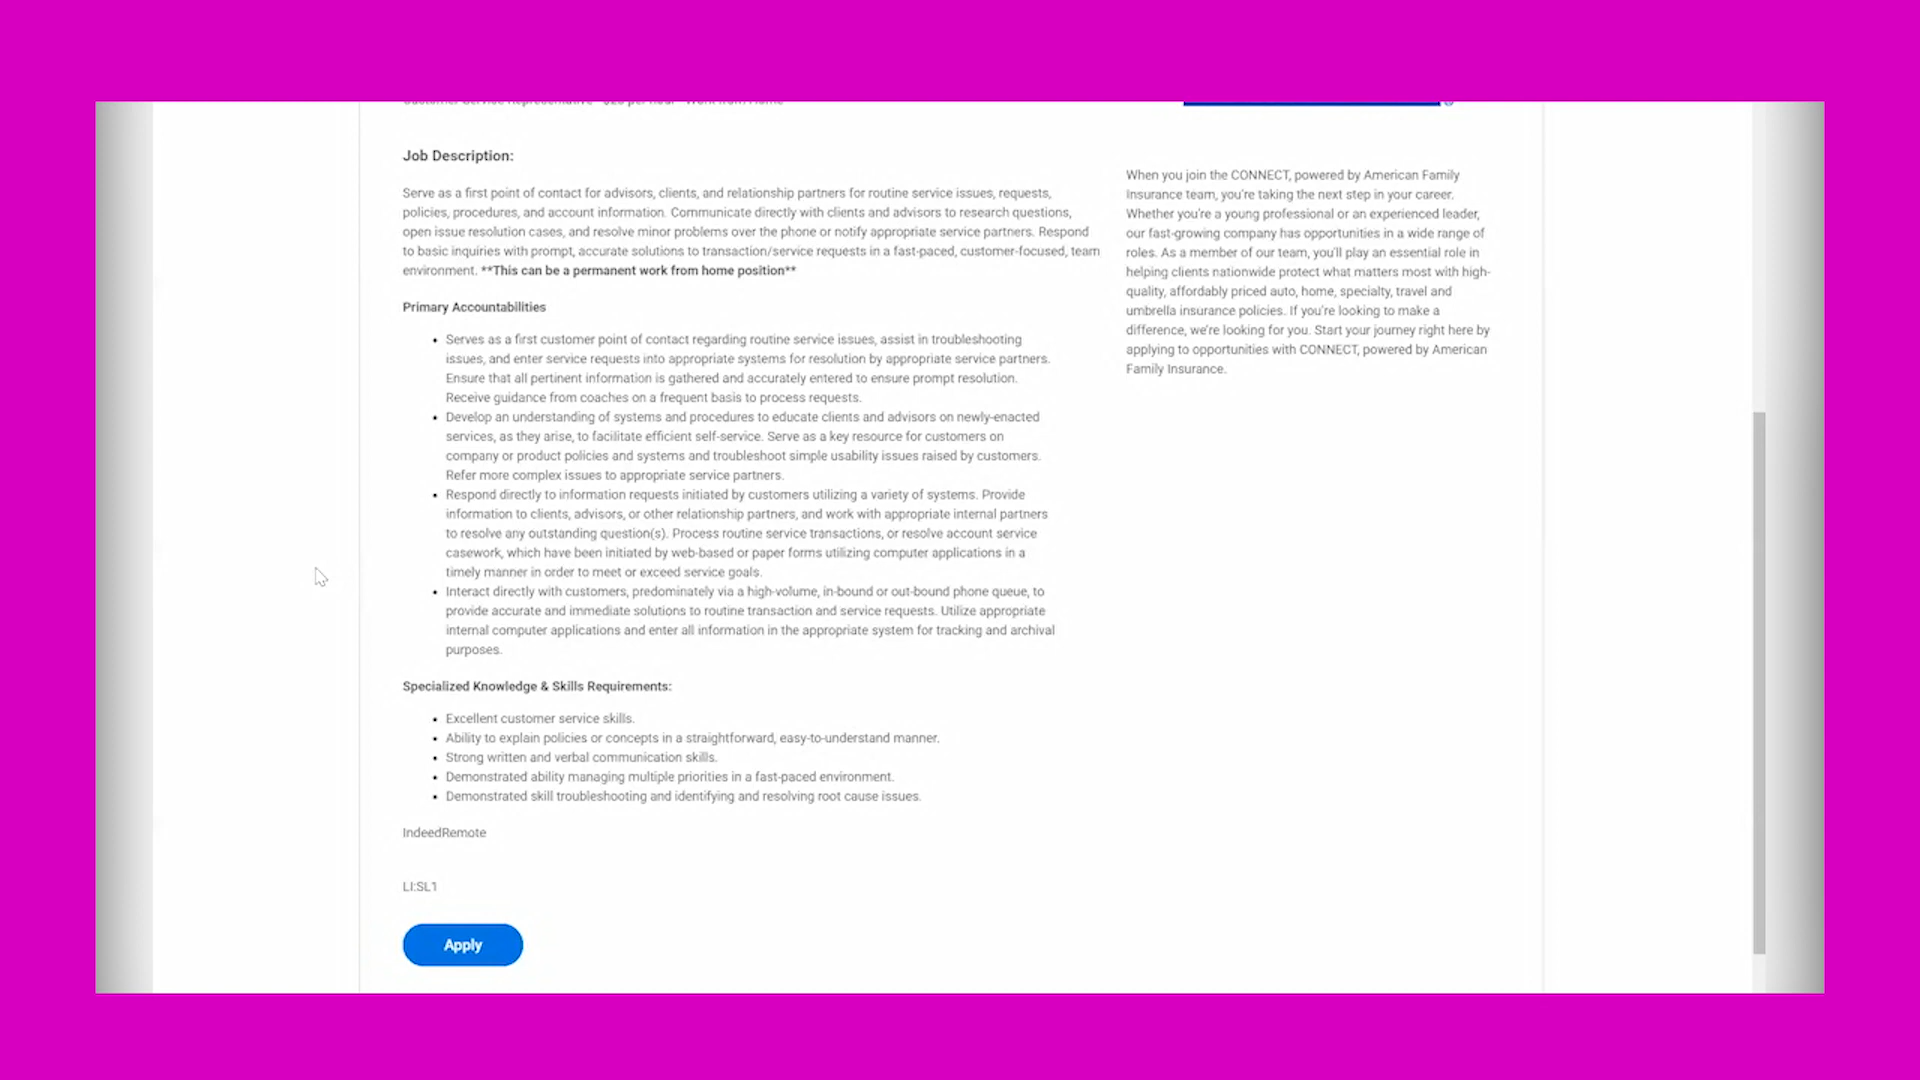 Job Description:
Serve as a first point of contact for advisors, clients, and relationship partners for routine service issues, requests,
policies, procedures, and account information. Communicate directly with clients and advisors to research questions,
open issue resolution cases, and resolve minor problems over the phone or notify appropriate service partners. Respond
to basic inquiries with prompt, accurate solutions to transaction/service requests in a fast-paced, customer-focused, team
environment. **This can be a permanent work from home position**
Primary Accountabilities
• Serves as a first customer point of contact regarding routine service issues, assist in troubleshooting
issues, and enter service requests into appropriate systems for resolution by appropriate service partners.
Ensure that all pertinent information is gathered and accurately entered to ensure prompt resolution.
Receive guidance from coaches on a frequent basis to process requests.
• Develop an understanding of systems and procedures to educate clients and advisors on newly-enacted
services, as they arise, to facilitate efficient self-service. Serve as a key resource for customers on
company or product policies and systems and troubleshoot simple usability issues raised by customers.
Refer more complex issues to appropriate service partners.
• Respond directly to information requests initiated by customers utilizing a variety of systems. Provide
information to clients, advisors, or other relationship partners, and work with appropriate internal partners
to resolve any outstanding question(s). Process routine service transactions, or resolve account service
casework, which have been initiated by web-based or paper forms utilizing computer applications in a
timely manner in order to meet or exceed service goals.
• Interact directly with customers, predominately via a high-volume, in-bound or out-bound phone queue, to
provide accurate and immediate solutions to routine transaction and service requests. Utilize appropriate
internal computer applications and enter all information in the appropriate system for tracking and archival
purposes.
Specialized Knowledge & Skills Requirements:
• Excellent customer service skills.
• Ability to explain policies or concepts in a straightforward, easy-to-understand manner.
• Strong written and verbal communication skills.
• Demonstrated ability managing multiple priorities in a fast-paced environment.
• Demonstrated skill troubleshooting and identifying and resolving root cause issues.
IndeedRemote
LI:SL1
Apply
When you join the CONNECT, powered by American Family
Insurance team, you're taking the next step in your career.
Whether you're a young professional or an experienced leader,
our fast-growing company has opportunities in a wide range of
roles. As a member of our team, you'll play an essential role in
helping clients nationwide protect what matters most with high-
quality, affordably priced auto, home, specialty, travel and
umbrella insurance policies. If you're looking to make a
difference, we're looking for you. Start your journey right here by
applying to opportunities with CONNECT, powered by American
Family Insurance.